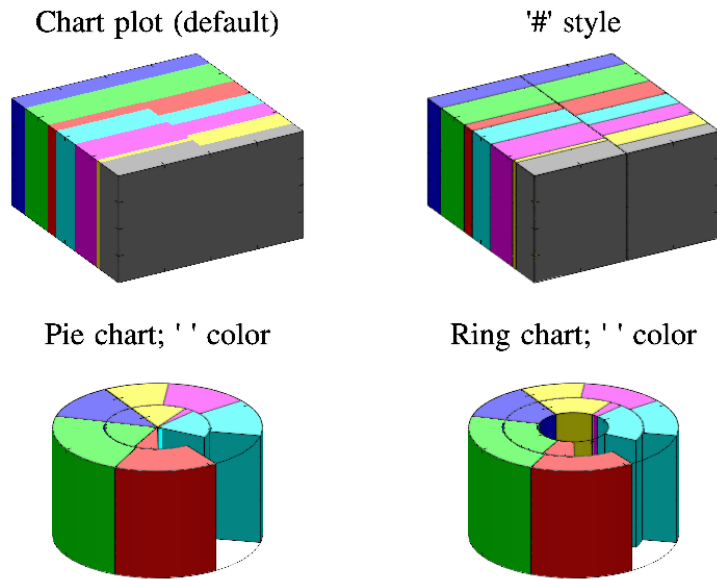 Chart plot (default)
'#' style
Pie chart; ' ' color
Ring chart; ' ' color